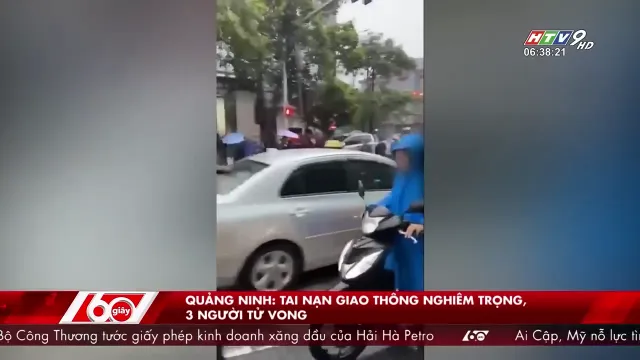 HTV9 HD
06:38:21
60 giây
QUẢNG NINH: TAI NẠN GIAO THÔNG NGHIÊM TRỌNG,
3 NGƯỜI TỬ VONG
Bộ Công Thương tước giấy phép kinh doanh xăng dầu của Hải Hà Petro 60 Ai Cập, Mỹ nỗ lực